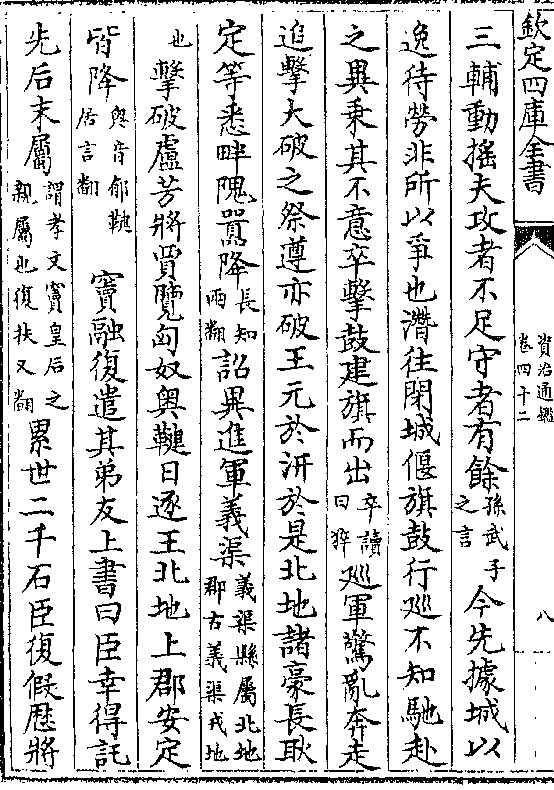 欽定四庫全書
資治通鑑
卷四十二
八
三輔動摇夫攻者不足守者有餘孫武子
之言今先據城以
逸待勞非所以爭也濳往閉城偃旗鼓行巡不知馳赴
之異乗其不意卒擊鼓建旗而出卒讀
曰猝巡軍驚亂奔走
追擊大破之祭遵亦破王元於汧於是北地諸豪長耿
定等悉畔隗囂降長知
兩翻詔異進軍義渠義渠縣屬北地
郡古義渠戎地
也擊破盧芳將賈覽匈奴奥鞬日逐王北地上郡安定
皆降奥音郁鞬
居言翻竇融復遣其弟友上書曰臣幸得託
先后末屬謂孝文竇皇后之
親屬也復扶又翻累世二千石臣復假厯將